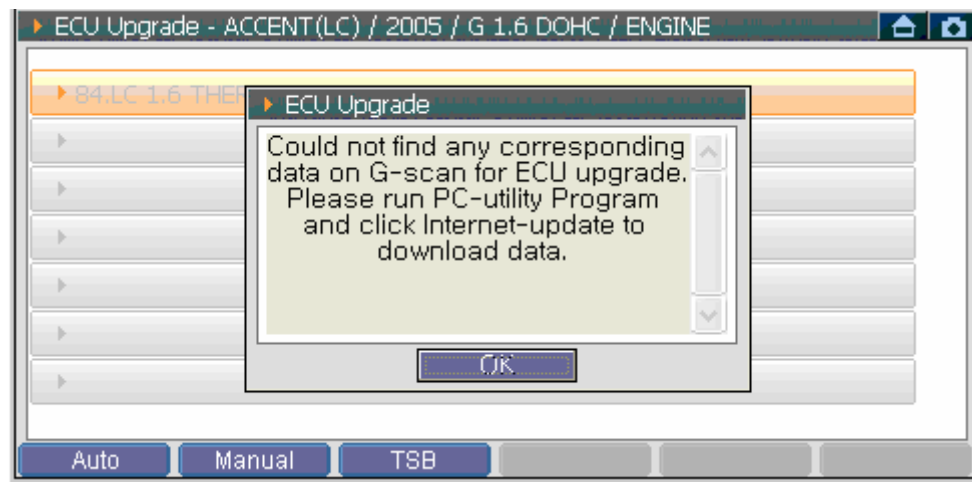 ECU Upgrade - ACCENT(LC) / 2005 / G 1.6 DOHC / ENGINE
84.LC 1.6 THER
ECU Upgrade
Could not find any corresponding
data on G-scan for ECU upgrade.
Please run PC-utility Program
and click Internet-update to
download data.
OK
Auto Manual TSB